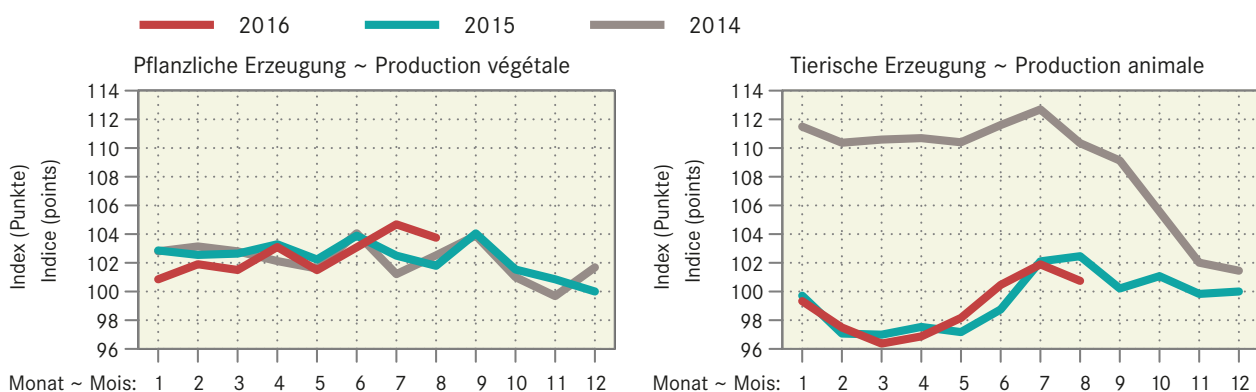 2016 2015 2014
Pflanzliche Erzeugung ~ Production végétale
Index (Punkte)
Indice (points)
114
112
110
108
106
104
102
100
98
96
Monat ~ Mois: 1 2 3 4 5 6 7 8 9 10 11 12
Tierische Erzeugung ~ Production animale
Index (Punkte)
Indice (points)
114
112
110
108
106
104
102
100
98
96
Monat ~ Mois: 1 2 3 4 5 6 7 8 9 10 11 12